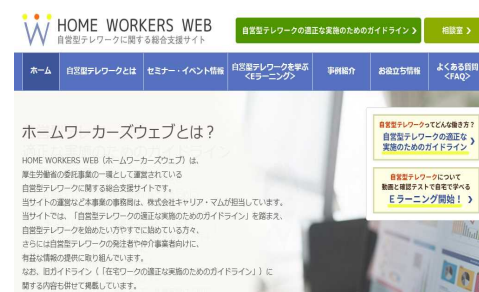 HOME WORKERS WEB
自営型テレワークに関する総合支援サイト
自営型テレワークの適正な実施のためのガイドライン
相談室
ホーム
自営型テレワークとは
セミナー・イベント情報
自営型テレワークを学ぶ
<Eラーニング>
事例紹介
お役立ち情報
よくある質問
<FAQ>
ホームワーカーズウェブとは？
HOME WORKERS WEB（ホームワーカーズウェブ）は、
厚生労働省の委託事業の一環として運営されている
自営型テレワークに関する総合支援サイトです。
当サイトの運営など本事業の事務局は、株式会社キャリア・マムが担当しています。
当サイトでは、「自営型テレワークの適正な実施のためのガイドライン」を踏まえ、
自営型テレワークを始めたい方やすでに始めている方々、
さらには自営型テレワークの発注者や仲介事業者向けに、
有益な情報の提供に取り組んでいます。
なお、旧ガイドライン（「在宅ワークの適正な実施のためのガイドライン」）に
関する内容も併せて掲載しています。
自営型テレワークってどんな働き方？
自営型テレワークの適正な
実施のためのガイドライン
自営型テレワークについて
動画と確認テストで自宅で学べる
Eラーニング開始！